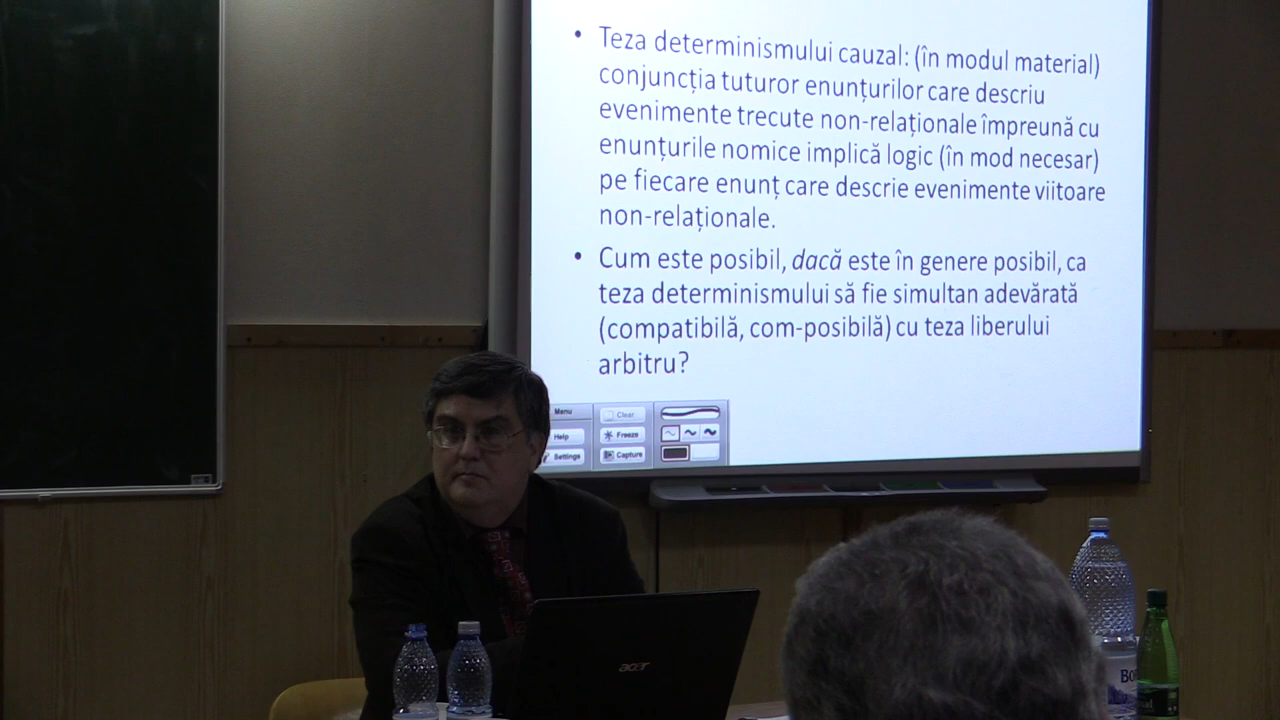 • Teza determinismului cauzal: (în modul material)
conjuncția tuturor enunțurilor care descriu
evenimente trecute non-relaționale împreună cu
enunțurile nomice implică logic (în mod necesar)
pe fiecare enunț care descrie evenimente viitoare
non-relaționale.
• Cum este posibil, dacă este în genere posibil, ca
teza determinismului să fie simultan adevărată
(compatibilă, com-posibilă) cu teza liberului
arbitru?
Menu
Clear
Help
Freeze
Settings
Capture
acer